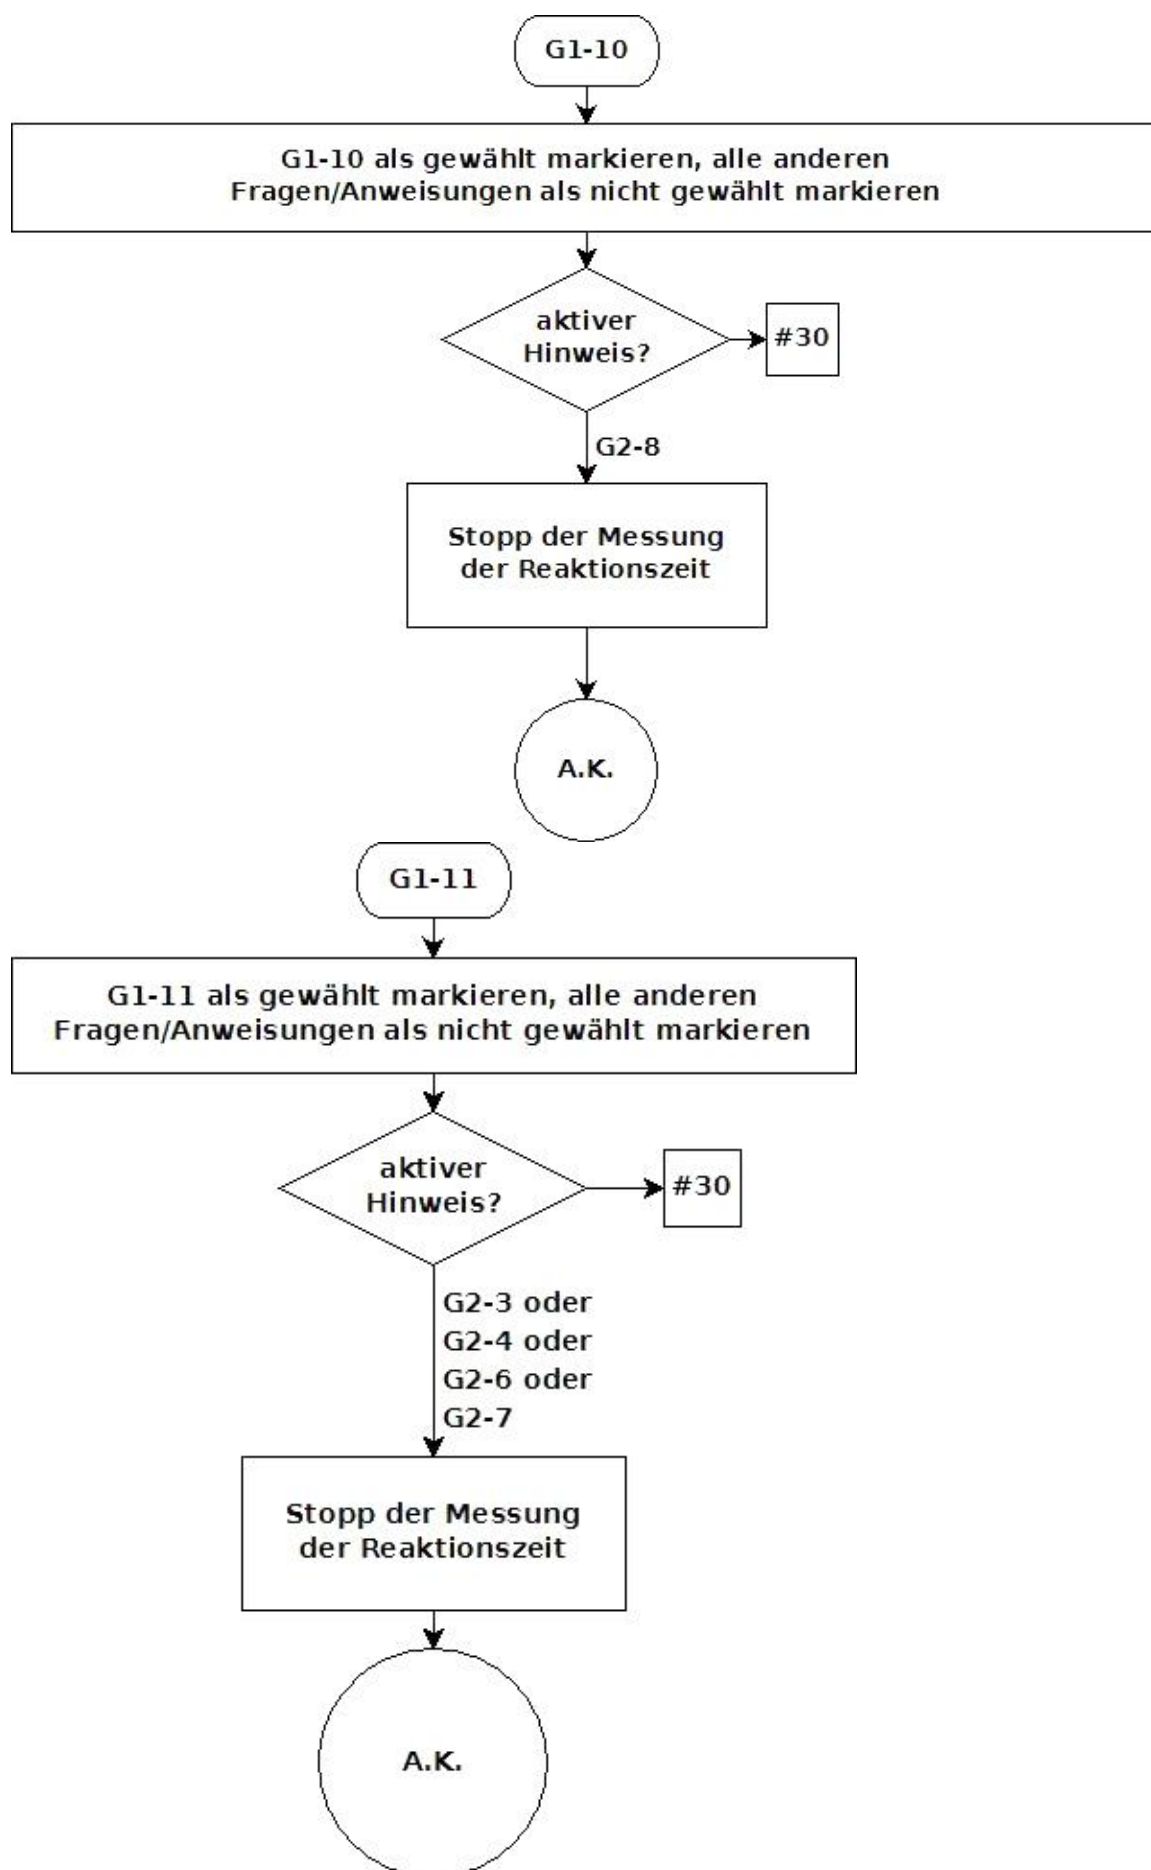 G1-10
G1-10 als gewählt markieren, alle anderen
Fragen/Anweisungen als nicht gewählt markieren
aktiver
Hinweis?
#30
G2-8
Stopp der Messung
der Reaktionszeit
A.K.
G1-11
G1-11 als gewählt markieren, alle anderen
Fragen/Anweisungen als nicht gewählt markieren
aktiver
Hinweis?
#30
G2-3 oder
G2-4 oder
G2-6 oder
G2-7
Stopp der Messung
der Reaktionszeit
A.K.